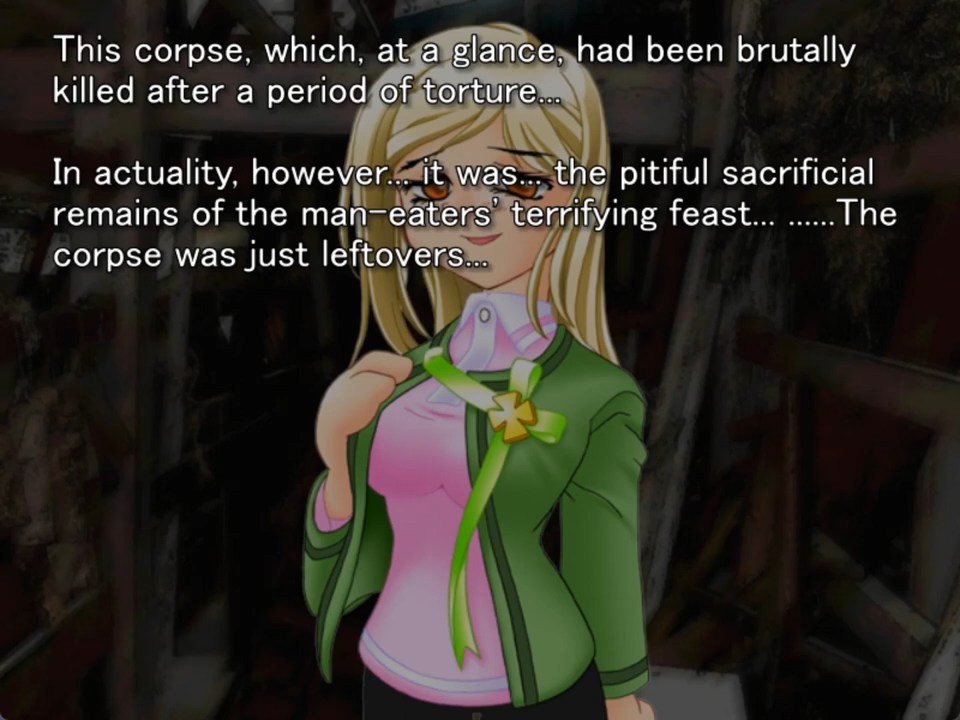 This corpse, which, at a glance, had been brutally
killed after a period of torture...
In actuality, however... it was... the pitiful sacrificial
remains of the man-eaters' terrifying feast... ......The
corpse was just leftovers...